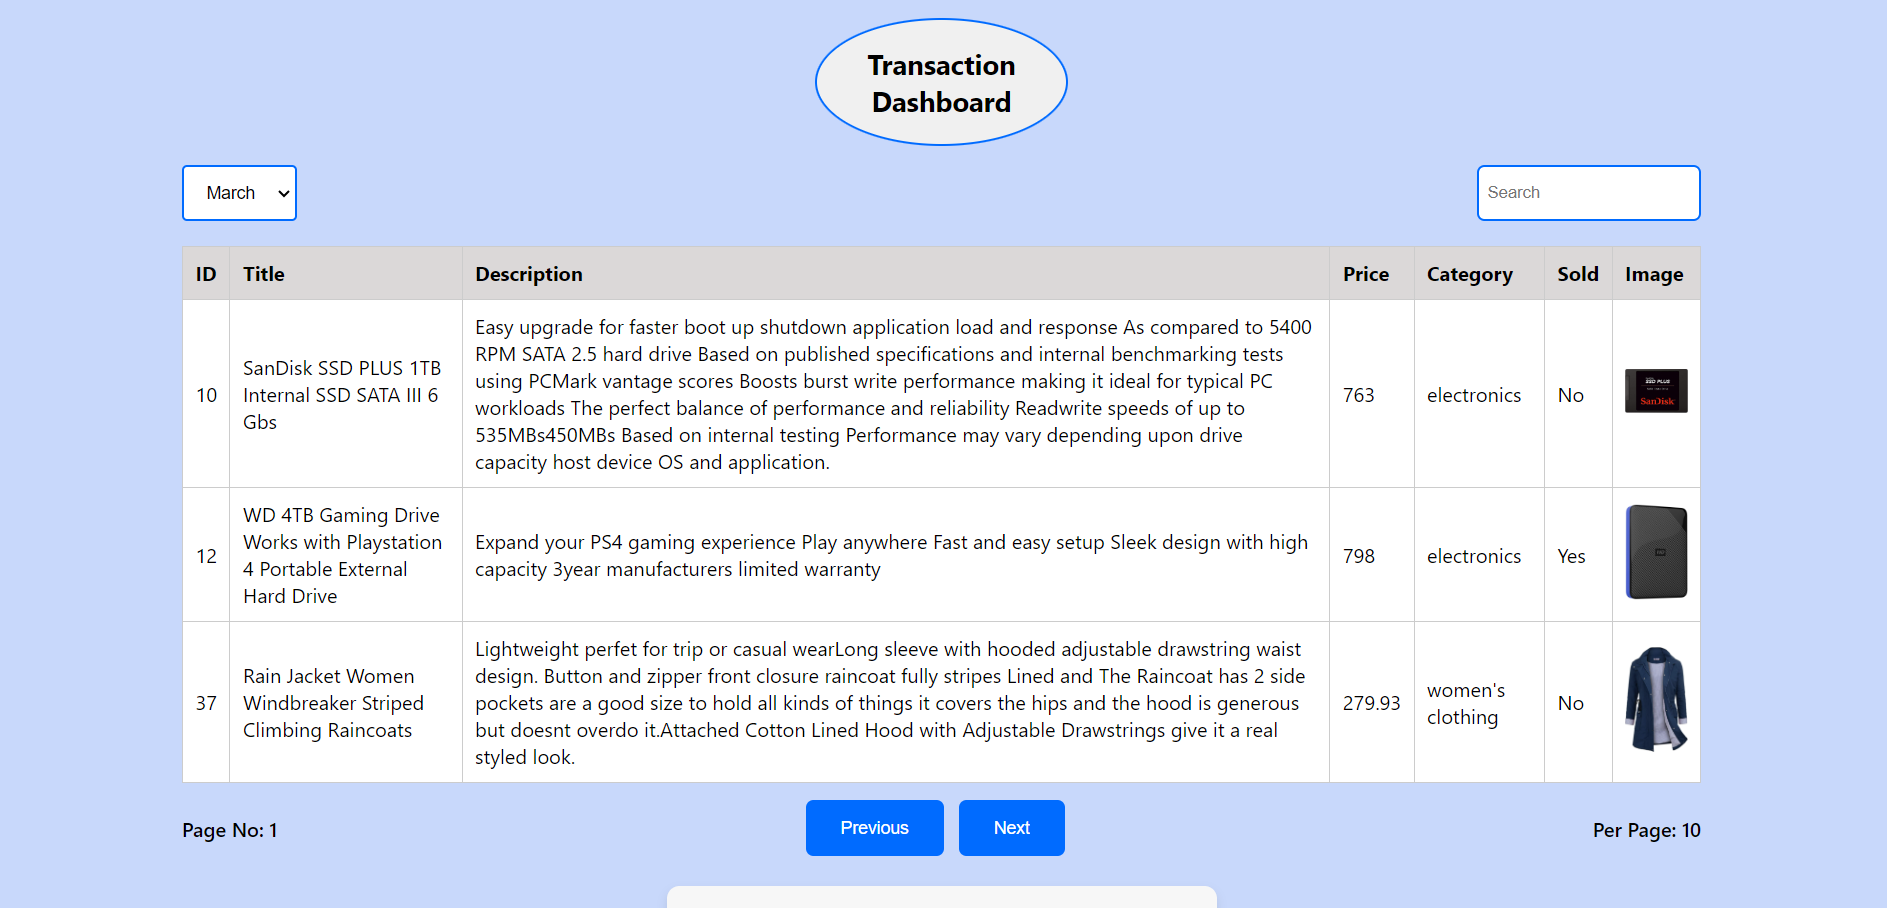 Transaction
Dashboard
March
Search
ID Title Description Price Category Sold Image
10
SanDisk SSD PLUS 1TB
Internal SSD SATA III 6
Gbs
Easy upgrade for faster boot up shutdown application load and response As compared to 5400
RPM SATA 2.5 hard drive Based on published specifications and internal benchmarking tests
using PCMark vantage scores Boosts burst write performance making it ideal for typical PC
workloads The perfect balance of performance and reliability Readwrite speeds of up to
535MBs450MBs Based on internal testing Performance may vary depending upon drive
capacity host device OS and application.
763
electronics
No
SSD PLUS
SanDisk
12
WD 4TB Gaming Drive
Works with Playstation
4 Portable External
Hard Drive
Expand your PS4 gaming experience Play anywhere Fast and easy setup Sleek design with high
capacity 3year manufacturers limited warranty
798
electronics
Yes
37
Rain Jacket Women
Windbreaker Striped
Climbing Raincoats
Lightweight perfet for trip or casual wearLong sleeve with hooded adjustable drawstring waist
design. Button and zipper front closure raincoat fully stripes Lined and The Raincoat has 2 side
pockets are a good size to hold all kinds of things it covers the hips and the hood is generous
but doesnt overdo it.Attached Cotton Lined Hood with Adjustable Drawstrings give it a real
styled look.
279.93
women's
clothing
No
Page No: 1
Previous
Next
Per Page: 10